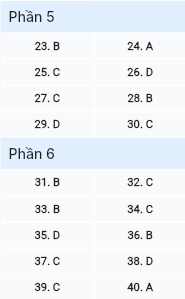 Phần 5
23. B 24. A
25. C 26. D
27. C 28. B
29. D 30. C
Phần 6
31. B 32. C
33. B 34. C
35. D 36. B
37. C 38. D
39. C 40. A